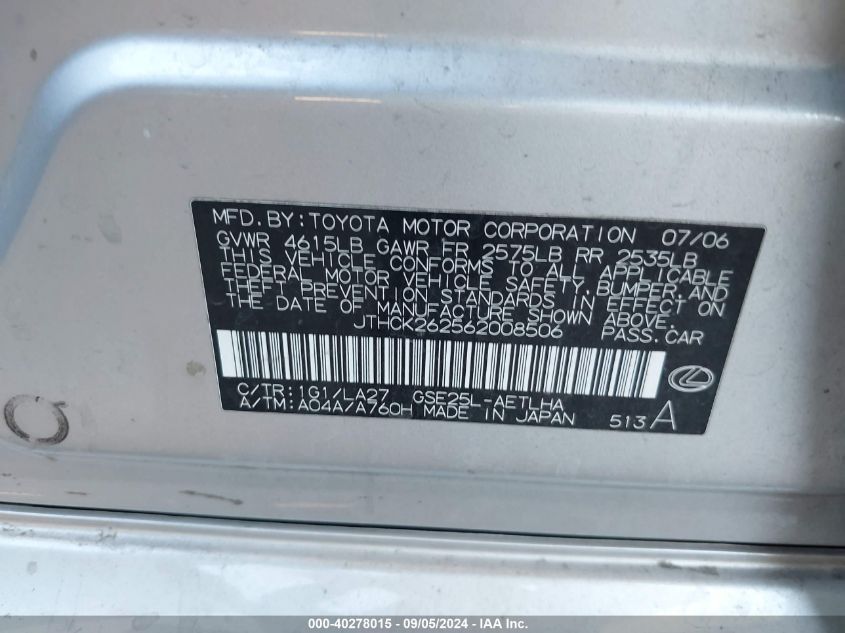 MFD. BY: TOYOTA MOTOR CORPORATION 07/06
GVWR 4615LB GAWR FR 2575LB RR 2535LB
THIS VEHICLE CONFORMS TO ALL APPLICABLE
FEDERAL MOTOR VEHICLE SAFETY, BUMPER, AND
THEFT PREVENTION STANDARDS IN EFFECT ON
THE DATE OF MANUFACTURE SHOWN ABOVE.
JTHCK262562008506 PASS. CAR
C/TR: 1G1/LA27 GSE25L-AETLHA
A/TM: A04A/A760H MADE IN JAPAN 513 A
000-40278015 - 09/05/2024 - IAA Inc.